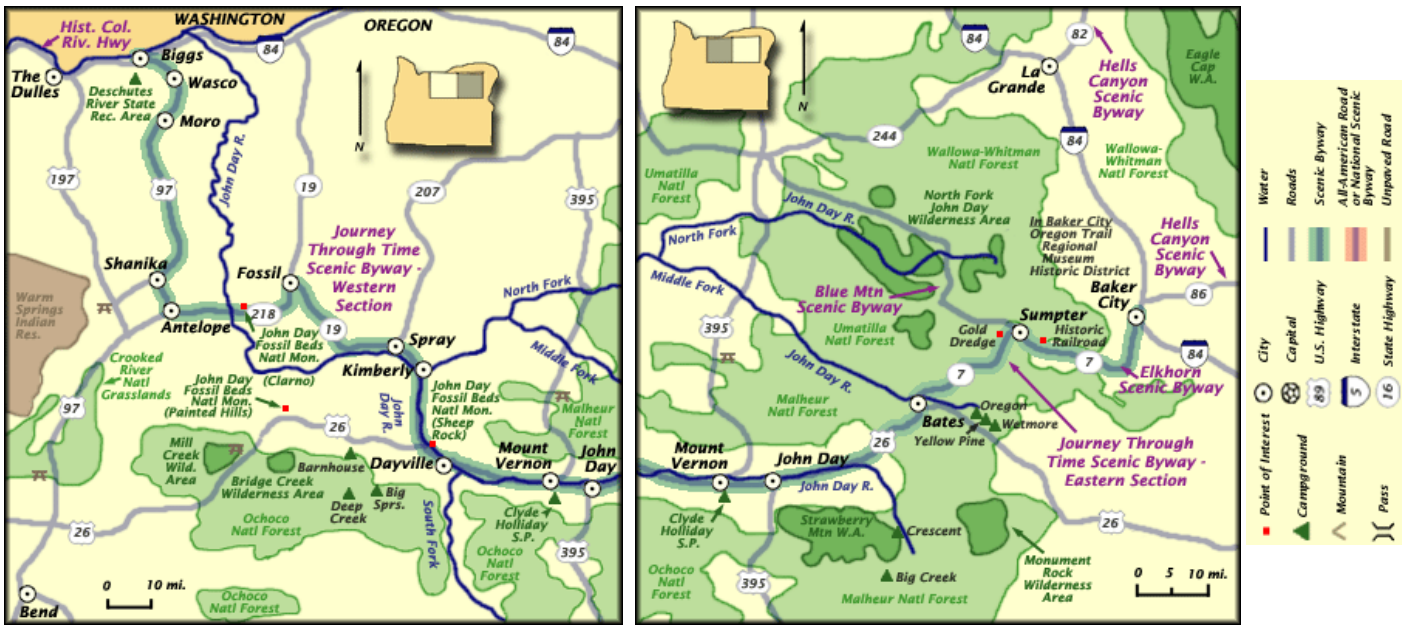 WASHINGTON
OREGON
Hist. Col.
Riv. Hwy
84
84
Biggs
The
Dulles
Wasco
Deschutes
River State
Rec. Area
Moro
John Day R.
N
197
97
19
207
395
Journey
Through Time
Scenic Byway -
Western
Section
Shanika
Fossil
North Fork
Warm
Springs
Indian
Res.
Antelope
218
19
John Day
Fossil Beds
Natl Mon.
(Clarno)
Spray
Middle Fork
Crooked
River
Natl
Grasslands
Kimberly
John Day
Fossil Beds
Natl Mon.
(Painted Hills)
John
Day R.
John Day
Fossil Beds
Natl Mon.
(Sheep
Rock)
Malheur
Natl
Forest
97
26
Mill
Creek
Wild.
Area
Barnhouse
Dayville
Mount
Vernon
John
Day
Bridge Creek
Wilderness Area
Deep
Creek
Big
Sprs.
South Fork
Clyde
Holliday
S.P.
Ochoco
Natl Forest
26
Ochoco
Natl
Forest
395
0 10 mi.
Bend
Ochoco
Natl Forest
N
84
82
La
Grande
Hells
Canyon
Scenic
Byway
Eagle
Cap
W.A.
244
84
Wallowa-Whitman
Natl Forest
Wallowa-
Whitman
Natl Forest
Umatilla
Natl
Forest
North Fork
John Day
Wilderness Area
John Day R.
North Fork
In Baker City
Oregon Trail
Regional
Museum
Historic District
Hells
Canyon
Scenic
Byway
Middle Fork
Blue Mtn
Scenic Byway
Baker
City
86
395
Umatilla
Natl Forest
Gold
Dredge
Sumpter
Historic
Railroad
84
John Day R.
7
7
Elkhorn
Scenic Byway
Malheur
Natl Forest
Bates
Oregon
Wetmore
Yellow Pine
26
Mount
Vernon
John Day
Journey Through
Time Scenic Byway -
Eastern Section
John Day R.
Clyde
Holliday
S.P.
Strawberry
Mtn W.A.
Crescent
26
Ochoco
Natl
Forest
395
Big Creek
Monument
Rock
Wilderness
Area
Malheur Natl Forest
0 5 10 mi.
Water
Roads
Scenic Byway
All-American Road
or National Scenic
Byway
Unpaved Road
City
Capital
89
U.S. Highway
5
Interstate
16
State Highway
Point of Interest
Campground
Mountain
Pass